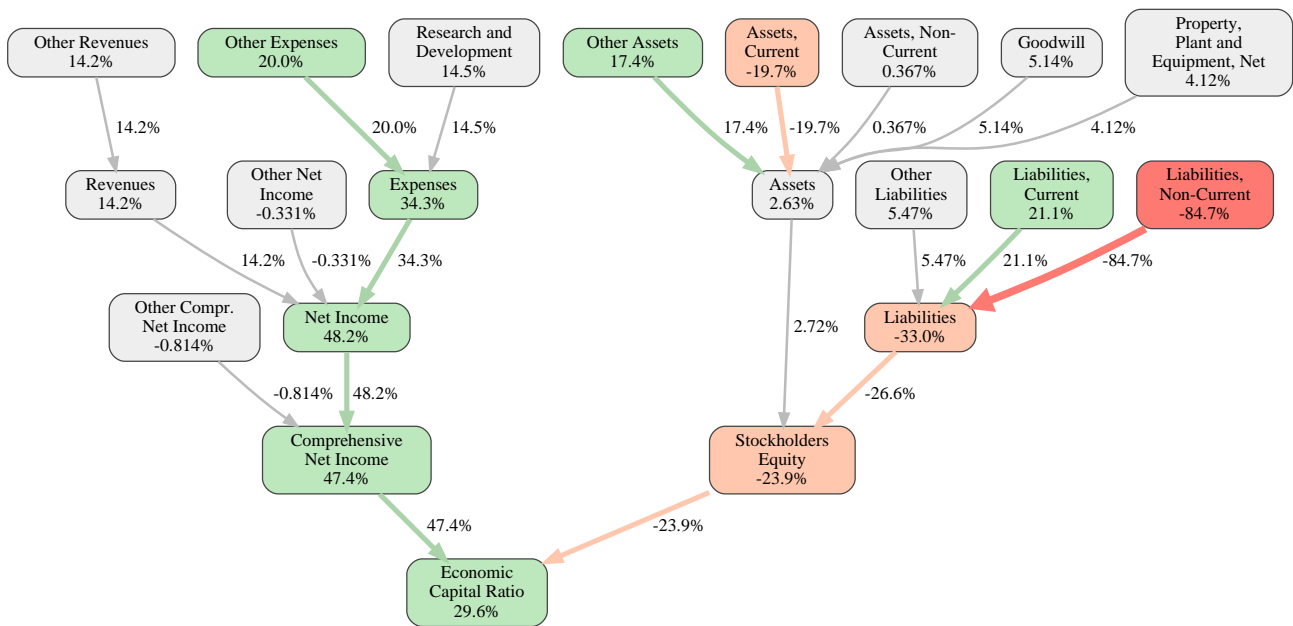 Other Revenues
14.2%
Other Expenses
20.0%
Research and
Development
14.5%
Other Assets
17.4%
Assets,
Current
-19.7%
Assets, Non-
Current
0.367%
Goodwill
5.14%
Property,
Plant and
Equipment, Net
4.12%
14.2%
20.0%
14.5%
17.4%
-19.7%
0.367%
5.14%
4.12%
Revenues
14.2%
Other Net
Income
-0.331%
Expenses
34.3%
Assets
2.63%
Other
Liabilities
5.47%
Liabilities,
Current
21.1%
Liabilities,
Non-Current
-84.7%
14.2%
-0.331%
34.3%
5.47%
21.1%
-84.7%
Other Compr.
Net Income
-0.814%
Net Income
48.2%
2.72%
Liabilities
-33.0%
-0.814%
48.2%
-26.6%
Comprehensive
Net Income
47.4%
Stockholders
Equity
-23.9%
47.4%
-23.9%
Economic
Capital Ratio
29.6%